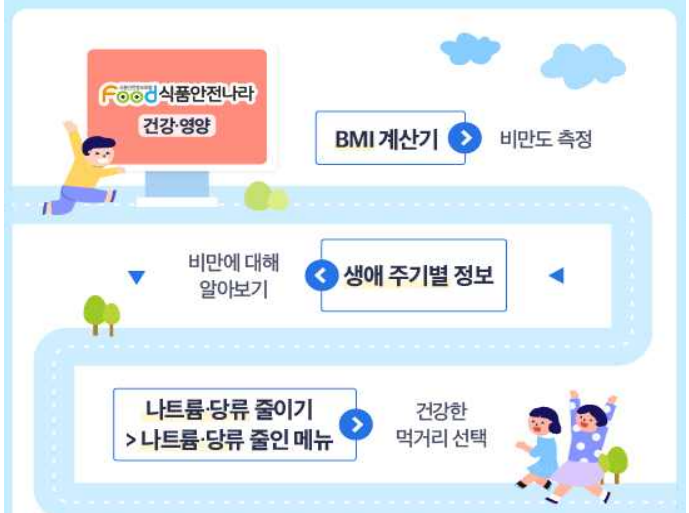 Food 식품안전나라
건강·영양
BMI 계산기
비만도 측정
비만에 대해
알아보기
생애 주기별 정보
나트륨·당류 줄이기
> 나트륨·당류 줄인 메뉴
건강한
먹거리 선택